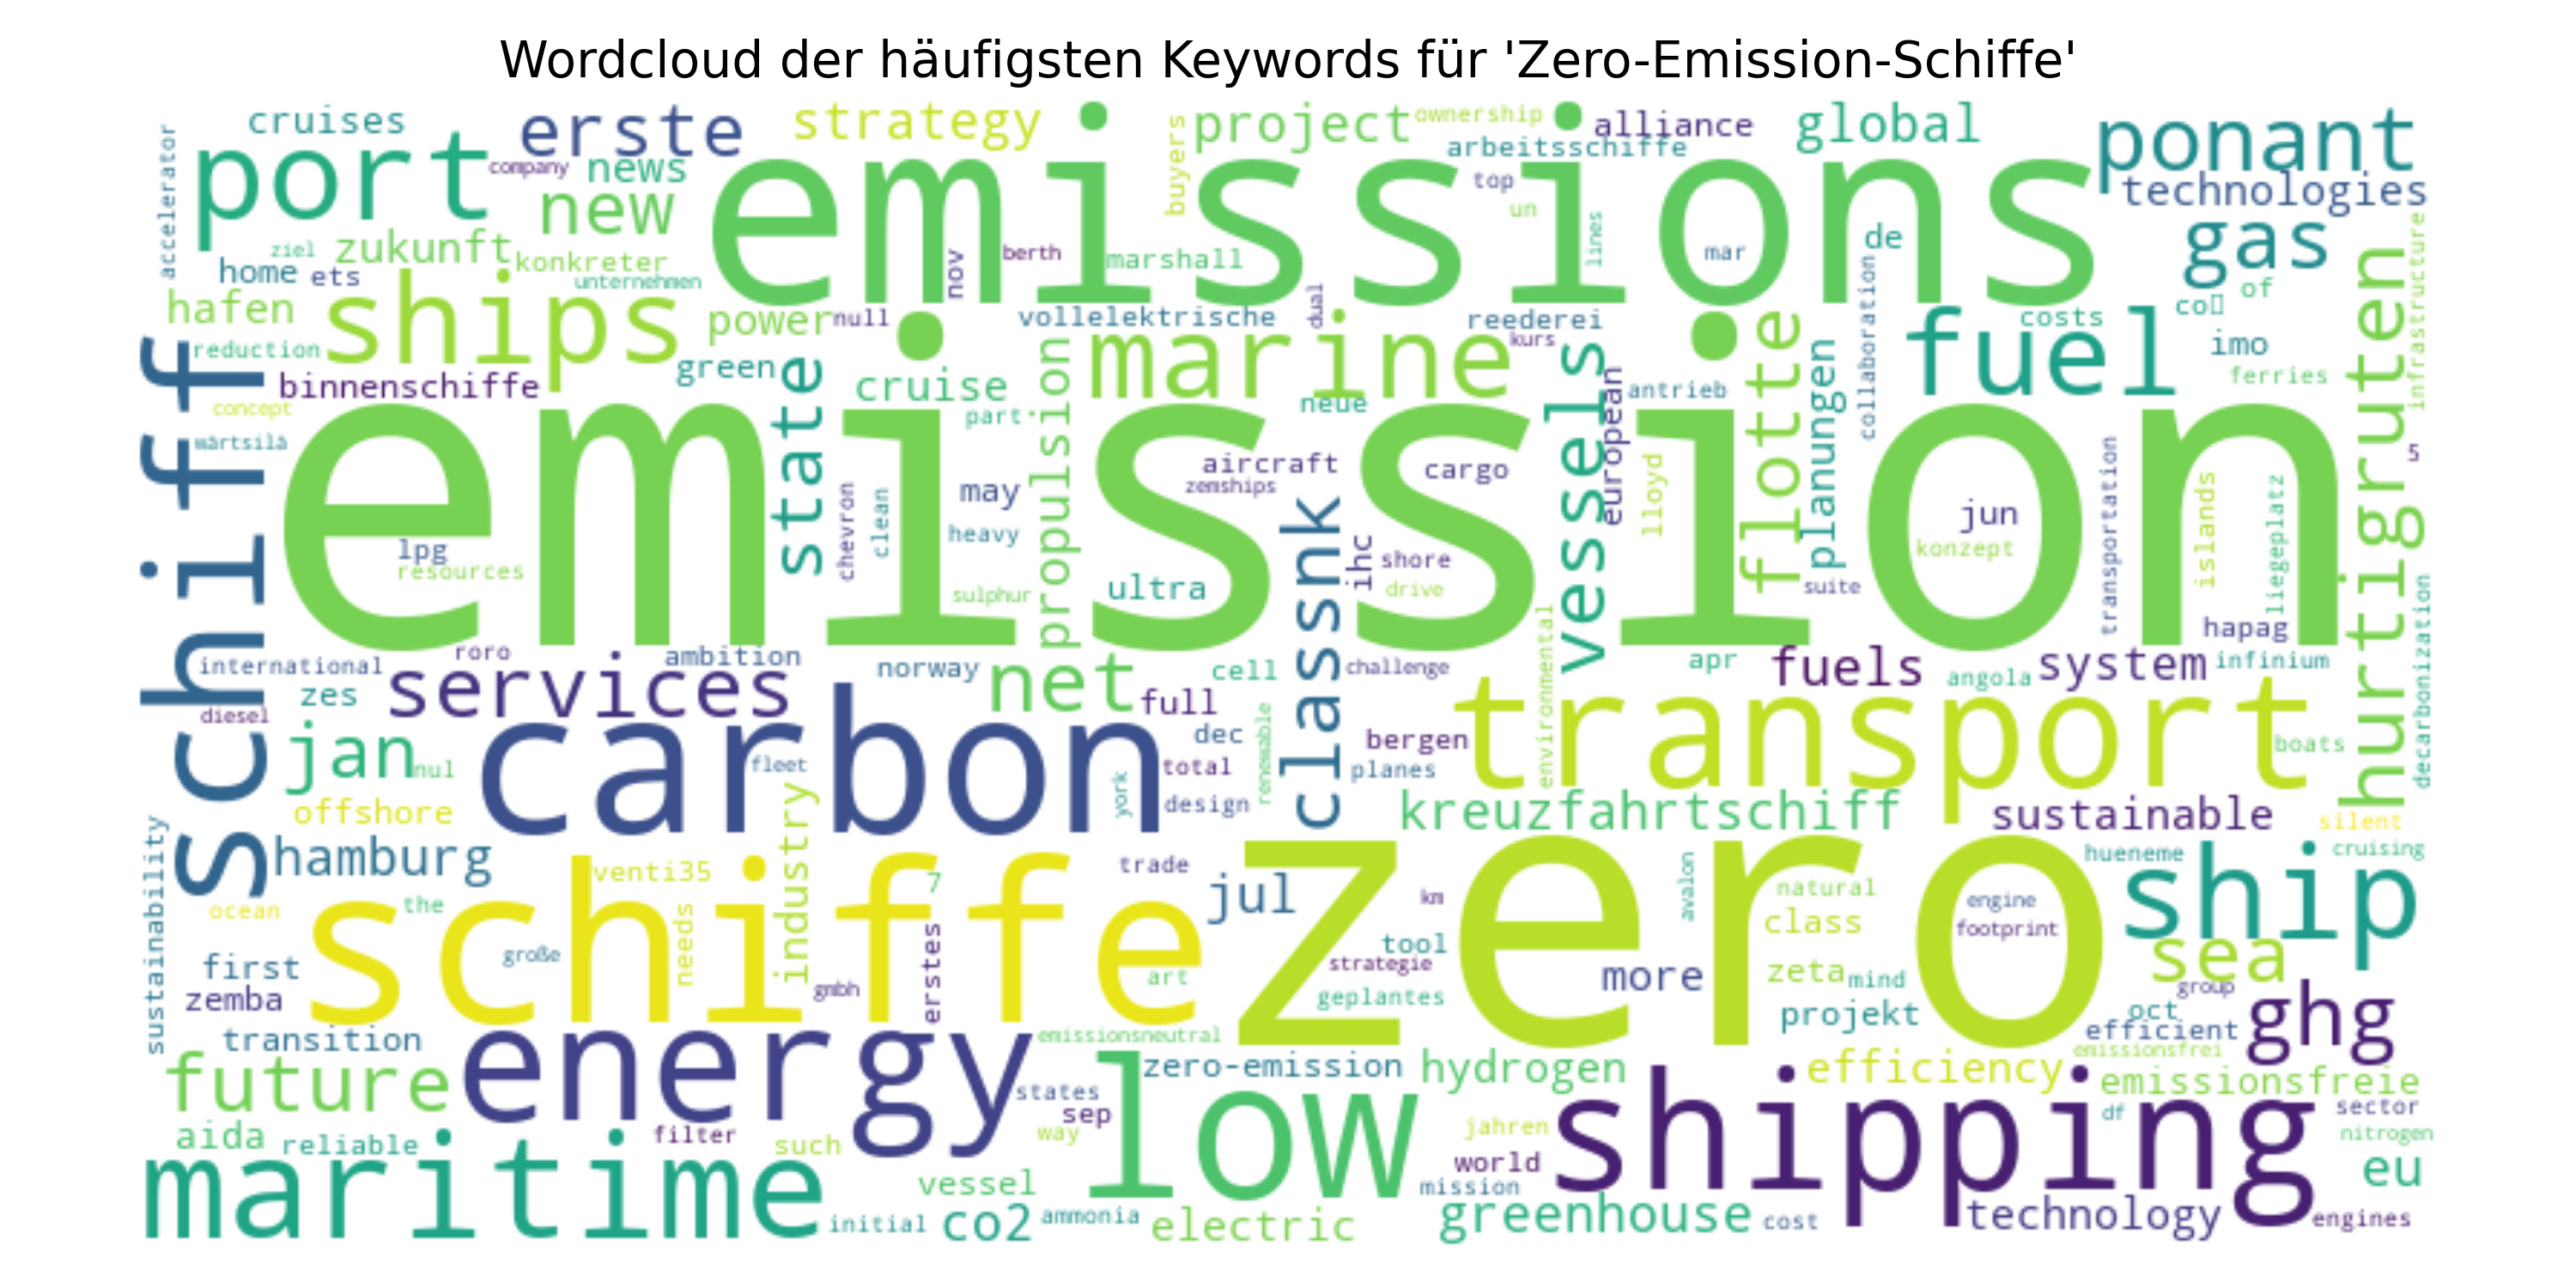 Wordcloud der häufigsten Keywords für 'Zero-Emission-Schiffe'
cruises
erste
strategy
project
ownership
alliance
global
ponant
accelerator
port
company
news
new
emissions
buyers
arbeitsschiffe
top
un
lines
mar
de
technologies
gas
ziel
zukunft
konkreter
home
ets
unternehmen
nov
berth
marshall
of
infrastructure
hafen
ships
power
null
vollelektrische
dual
reederei
kurs
collaboration
costs
imo
reduction
green
marine
fuel
ferries
hurtigruten
schiff
binnenschiffe
state
cruise
propulsion
vessels
european
antrieb
flotte
planungen
concept
wärtsilä
part
neue
emission
aircraft
zemships
cargo
lloyd
transportation
islands
liegeplatz
5
lpg
resources
chevron
clean
may
heavy
classnk
ihc
shore
drive
jun
konzept
sulphur
ultra
suite
hapag
decarbonization
international
roro
ambition
norway
net
cell
challenge
environmental
apr
fuels
angola
system
infinium
zes
services
full
diesel
jan
nul
carbon
fleet
dec
renewable
bergen
transport
boats
york
total
planes
design
offshore
industry
kreuzfahrtschiff
sustainable
silent
sustainability
hamburg
venti35
7
trade
jul
km
avalon
natural
zero
hueneme
cruising
ship
ocean
the
schiffe
needs
engine
footprint
class
große
erstes
tool
strategie
sea
first
zemba
gmbh
art
geplantes
more
zeta
mind
group
projekt
oct
ghg
transition
emissionsneutral
efficient
emissionsfrei
future
energy
zero-emission
hydrogen
efficiency
emissionsfreie
states
low
shipping
df
sector
sep
way
jahren
nitrogen
aida
reliable
filter
such
world
eu
maritime
vessel
mission
initial
co2
ammonia
electric
greenhouse
cost
technology
engines